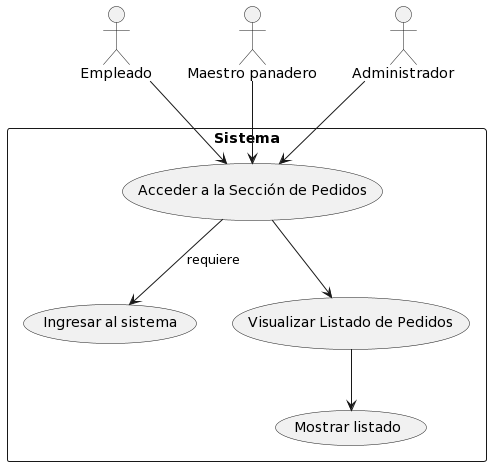 Empleado
Maestro panadero
Administrador
Sistema
Acceder a la Sección de Pedidos
requiere
Ingresar al sistema
Visualizar Listado de Pedidos
Mostrar listado